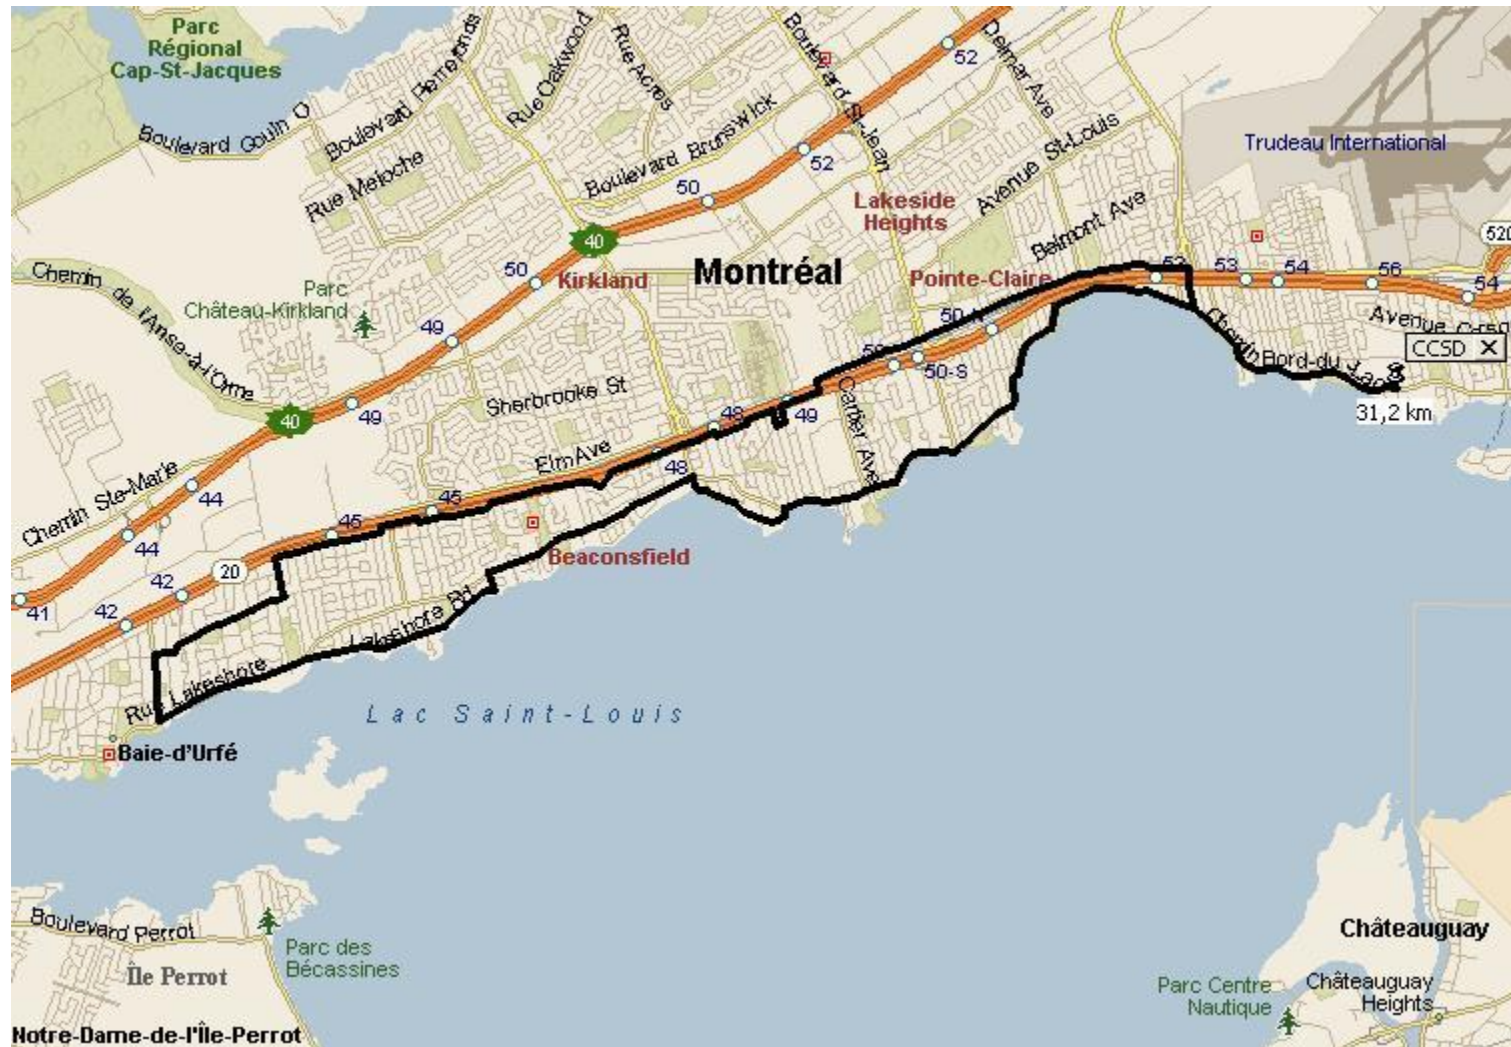 Parc
Régional
Cap-St-Jacques
Boulevard Gouin
Boulevard Pierrefonds
Rue Oakwood
Rue Acres
Boulevard St-Jean
Delmar Ave
52
Trudeau International
Rue Meloche
Boulevard Brunswick
52
50
Avenue St-Louis
Lakeside
Heights
Belmont Ave
40
520
Chemin de l'Anse-à-l'Orme
Parc
Château-Kirkland
50
Kirkland
Montréal
Pointe-Claire
52
53
54
56
54
49
50-N
Chemin Bord-du-Lac
Avenue
CCSD
50-S
31,2 km
40
49
Sherbrooke St
48
49
Cartier Ave
Chemin Ste-Marie
44
Elm Ave
48
44
45
45
Beaconsfield
20
42
41
42
Lakeshore Rd
Rue Lakeshore
Lac Saint-Louis
Baie-d'Urfé
Boulevard Perrot
Parc des
Bécassines
Île Perrot
Notre-Dame-de-l'Île-Perrot
Châteauguay
Parc Centre
Nautique
Châteauguay
Heights